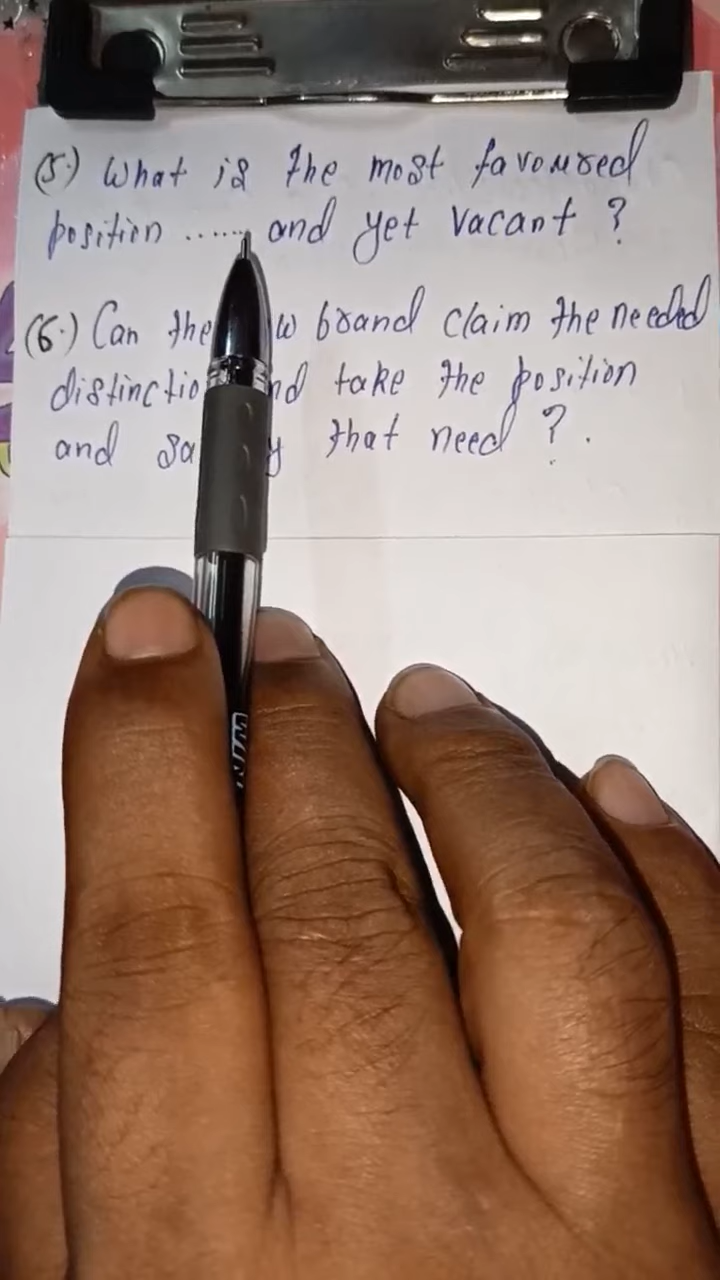 (5.) What is the most favoured
position ...... and yet vacant ?
(6.) Can the brand claim the needed
take the position
and that need ? .